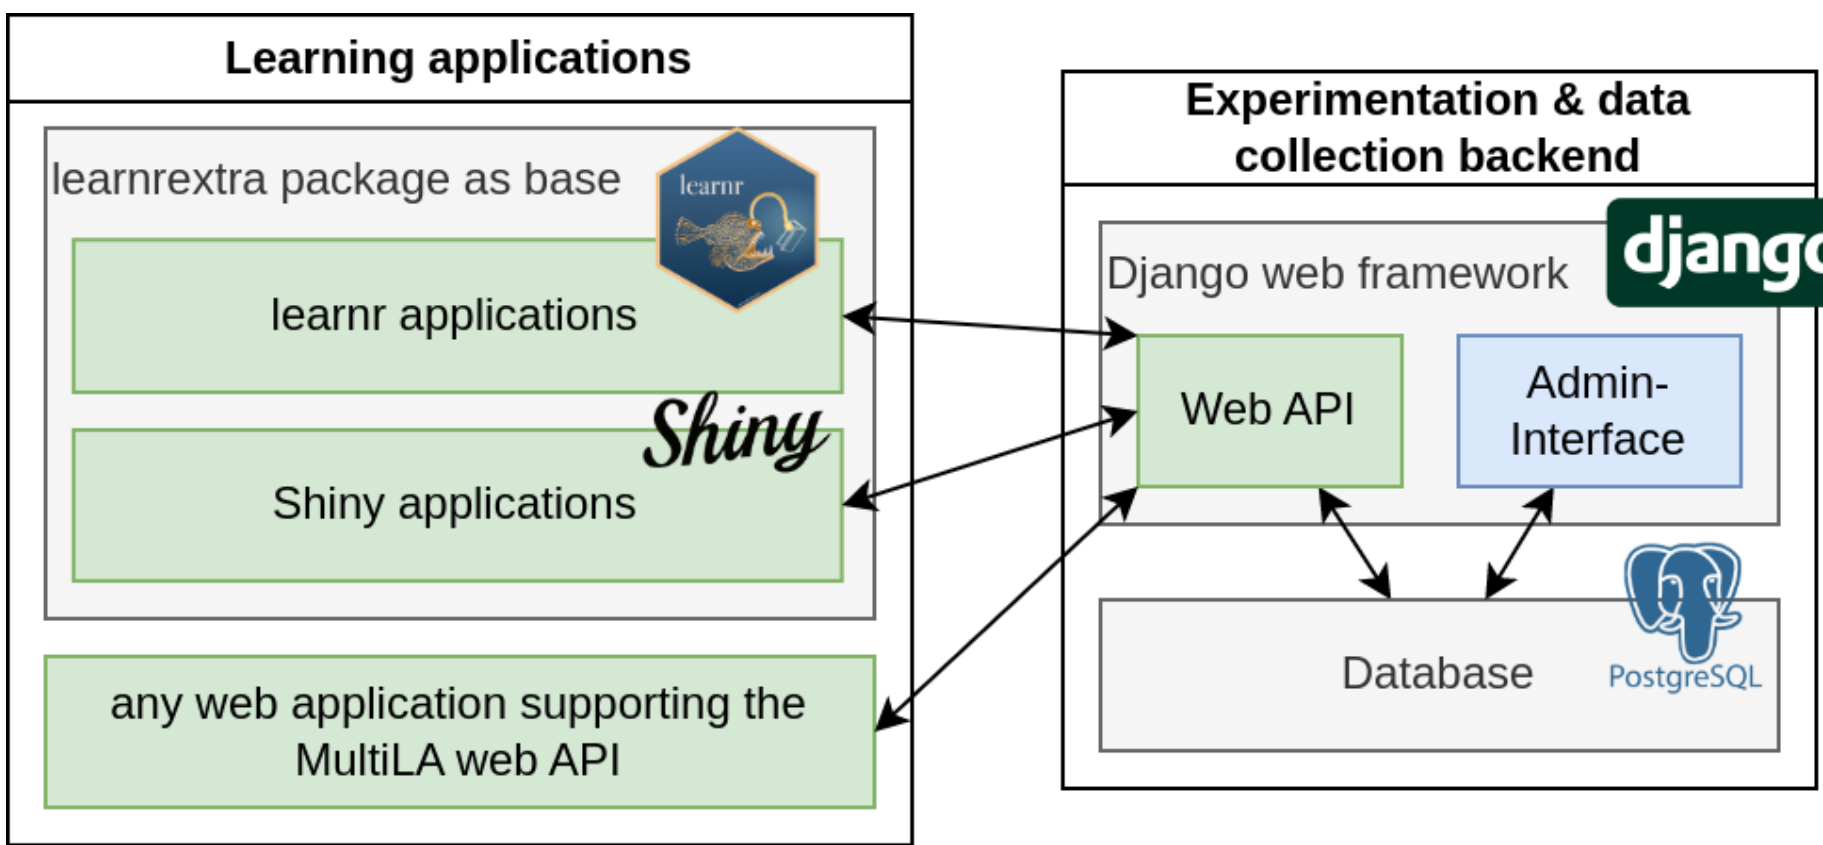 Learning applications
learnrextra package as base
learnr
learnr applications
Shiny
Shiny applications
any web application supporting the
MultiLA web API
Experimentation & data
collection backend
Django web framework
django
Web API
Admin-
Interface
Database
PostgreSQL